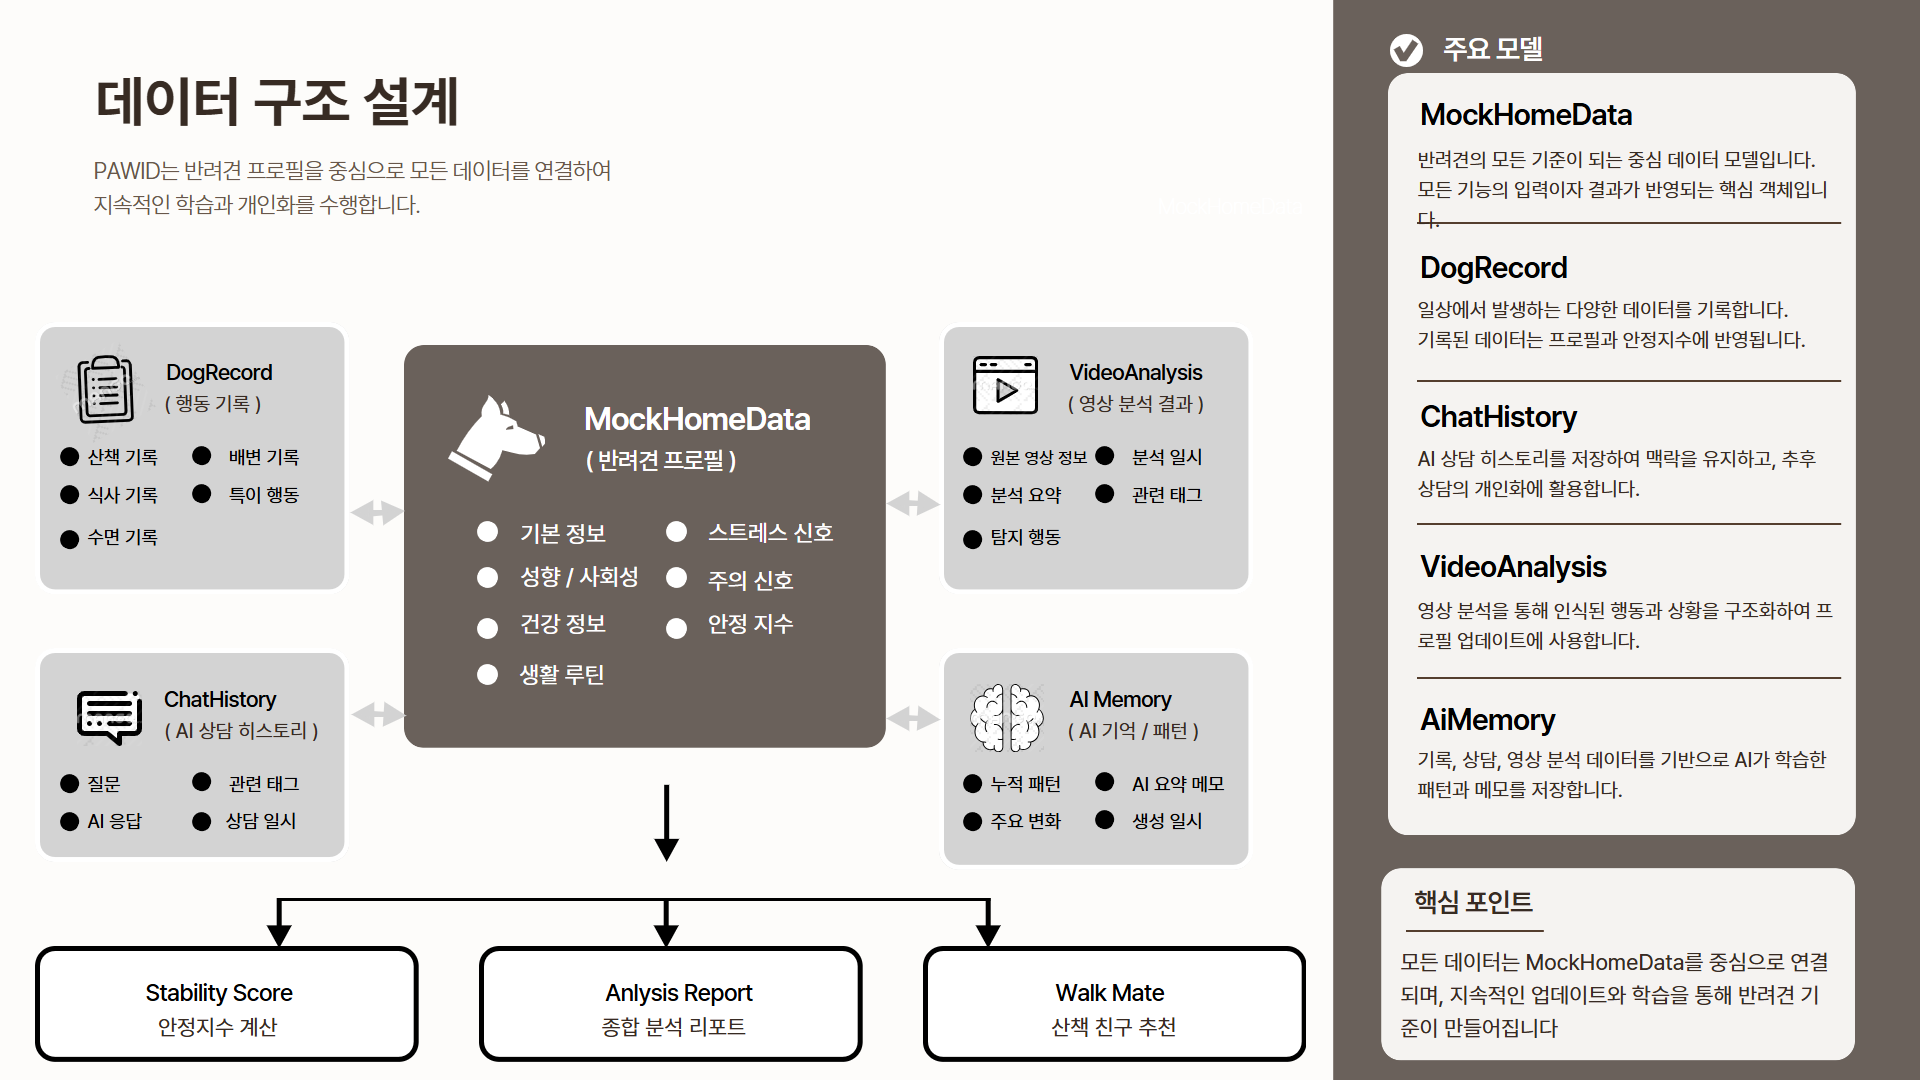 데이터 구조 설계
PAWID는 반려견 프로필을 중심으로 모든 데이터를 연결하여
지속적인 학습과 개인화를 수행합니다.
DogRecord
( 행동 기록 )
산책 기록
배변 기록
식사 기록
특이 행동
수면 기록
ChatHistory
( AI 상담 히스토리 )
질문
관련 태그
AI 응답
상담 일시
MockHomeData
( 반려견 프로필 )
기본 정보
스트레스 신호
성향 / 사회성
주의 신호
건강 정보
안정 지수
생활 루틴
VideoAnalysis
( 영상 분석 결과 )
원본 영상 정보
분석 일시
분석 요약
관련 태그
탐지 행동
AI Memory
( AI 기억 / 패턴 )
누적 패턴
AI 요약 메모
주요 변화
생성 일시
Stability Score
안정지수 계산
Anlysis Report
종합 분석 리포트
Walk Mate
산책 친구 추천
주요 모델
MockHomeData
반려견의 모든 기준이 되는 중심 데이터 모델입니다.
모든 기능의 입력이자 결과가 반영되는 핵심 객체입니
다.
DogRecord
일상에서 발생하는 다양한 데이터를 기록합니다.
기록된 데이터는 프로필과 안정지수에 반영됩니다.
ChatHistory
AI 상담 히스토리를 저장하여 맥락을 유지하고, 추후
상담의 개인화에 활용합니다.
VideoAnalysis
영상 분석을 통해 인식된 행동과 상황을 구조화하여 프
로필 업데이트에 사용합니다.
AiMemory
기록, 상담, 영상 분석 데이터를 기반으로 AI가 학습한
패턴과 메모를 저장합니다.
핵심 포인트
모든 데이터는 MockHomeData를 중심으로 연결
되며, 지속적인 업데이트와 학습을 통해 반려견 기
준이 만들어집니다